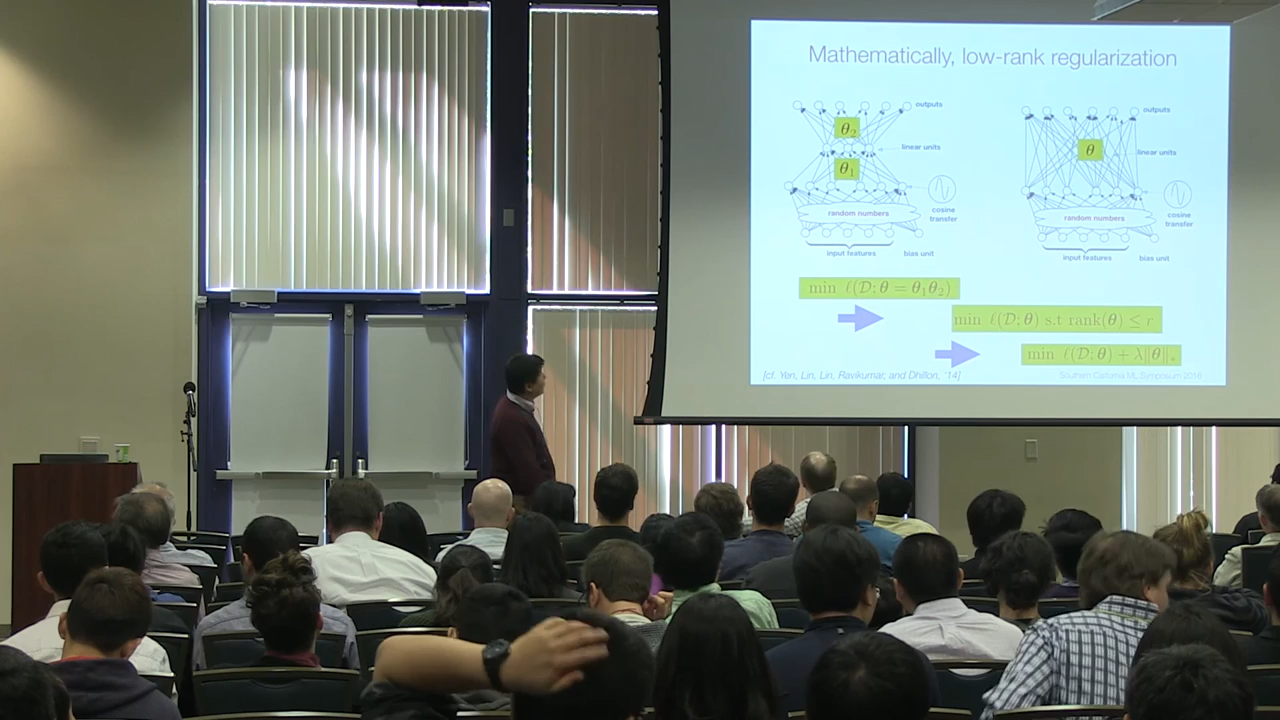 Mathematically, low-rank regularization
outputs
θ₂
linear units
θ₁
random numbers
cosine
transfer
input features
bias unit
outputs
θ
linear units
random numbers
cosine
transfer
input features
bias unit
min ℓ(𝒟; θ = θ₁θ₂)
min ℓ(𝒟; θ) s.t rank(θ) ≤ r
min ℓ(𝒟; θ) + λ‖θ‖*
[cf. Yen, Lin, Lin, Ravikumar, and Dhillon, '14]
Southern California ML Symposium 2016